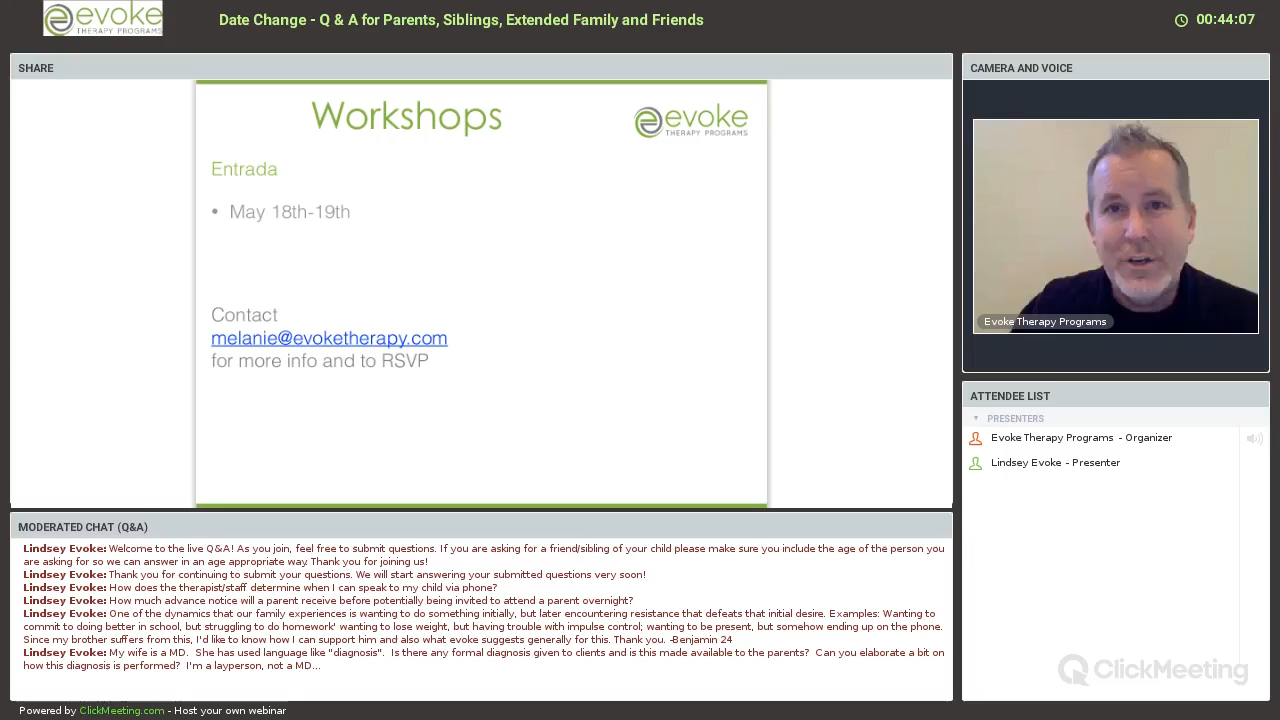 evoke
THERAPY PROGRAMS
Date Change - Q & A for Parents, Siblings, Extended Family and Friends
00:44:07
SHARE
Workshops
evoke
THERAPY PROGRAMS
Entrada
• May 18th-19th
Contact
melanie@evoketherapy.com
for more info and to RSVP
CAMERA AND VOICE
Evoke Therapy Programs
ATTENDEE LIST
PRESENTERS
Evoke Therapy Programs - Organizer
Lindsey Evoke - Presenter
MODERATED CHAT (Q&A)
Lindsey Evoke: Welcome to the live Q&A! As you join, feel free to submit questions. If you are asking for a friend/sibling of your child please make sure you include the age of the person you
are asking for so we can answer in an age appropriate way. Thank you for joining us!
Lindsey Evoke: Thank you for continuing to submit your questions. We will start answering your submitted questions very soon!
Lindsey Evoke: How does the therapist/staff determine when I can speak to my child via phone?
Lindsey Evoke: How much advance notice will a parent receive before potentially being invited to attend a parent overnight?
Lindsey Evoke: One of the dynamics that our family experiences is wanting to do something initially, but later encountering resistance that defeats that initial desire. Examples: Wanting to
commit to doing better in school, but struggling to do homework' wanting to lose weight, but having trouble with impulse control; wanting to be present, but somehow ending up on the phone.
Since my brother suffers from this, I'd like to know how I can support him and also what evoke suggests generally for this. Thank you. -Benjamin 24
Lindsey Evoke: My wife is a MD. She has used language like "diagnosis". Is there any formal diagnosis given to clients and is this made available to the parents? Can you elaborate a bit on
how this diagnosis is performed? I'm a layperson, not a MD...
ClickMeeting
Powered by ClickMeeting.com - Host your own webinar